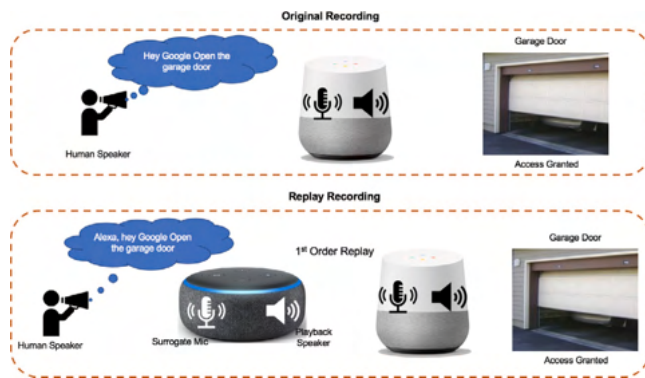 Original Recording
Hey Google Open the
garage door
Human Speaker
Garage Door
Access Granted
Replay Recording
Alexa, hey Google Open
the garage door
Human Speaker
Surrogate Mic
Playback
Speaker
1st Order Replay
Garage Door
Access Granted